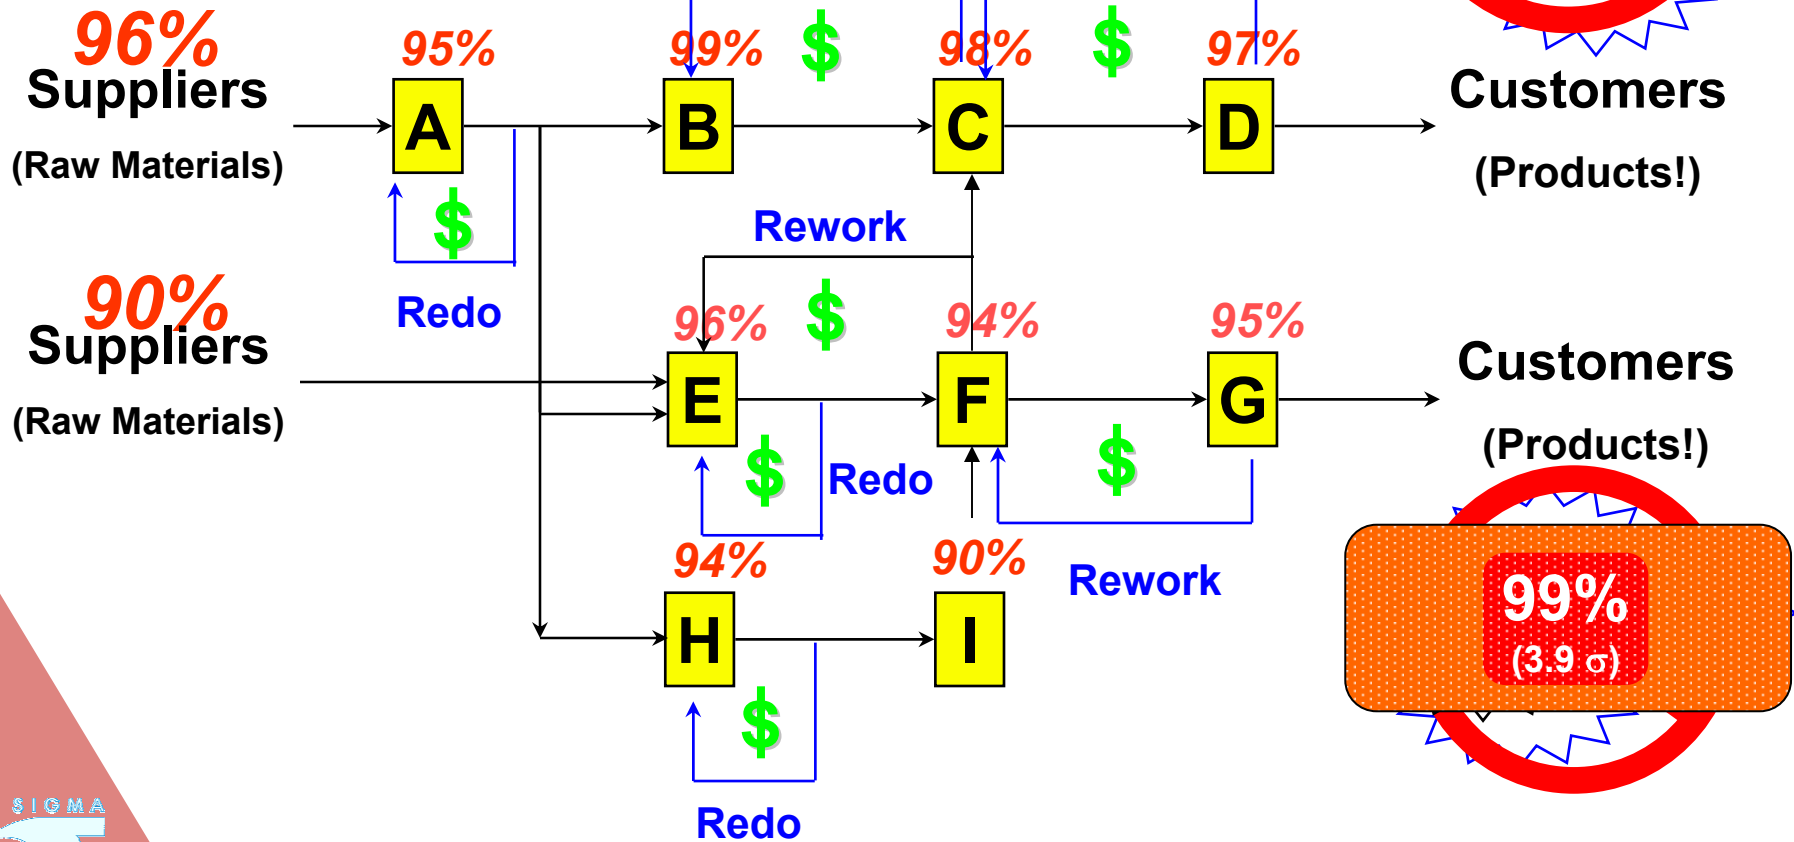 96%
95%
99%
$
98%
$
97%
Suppliers
Customers
A
B
C
D
(Raw Materials)
(Products!)
$
Rework
90%
Redo
96%
$
94%
95%
Suppliers
Customers
E
F
G
(Raw Materials)
(Products!)
$
Redo
$
94%
90%
Rework
99%
(3.9 σ)
H
I
$
SIGMA
Redo